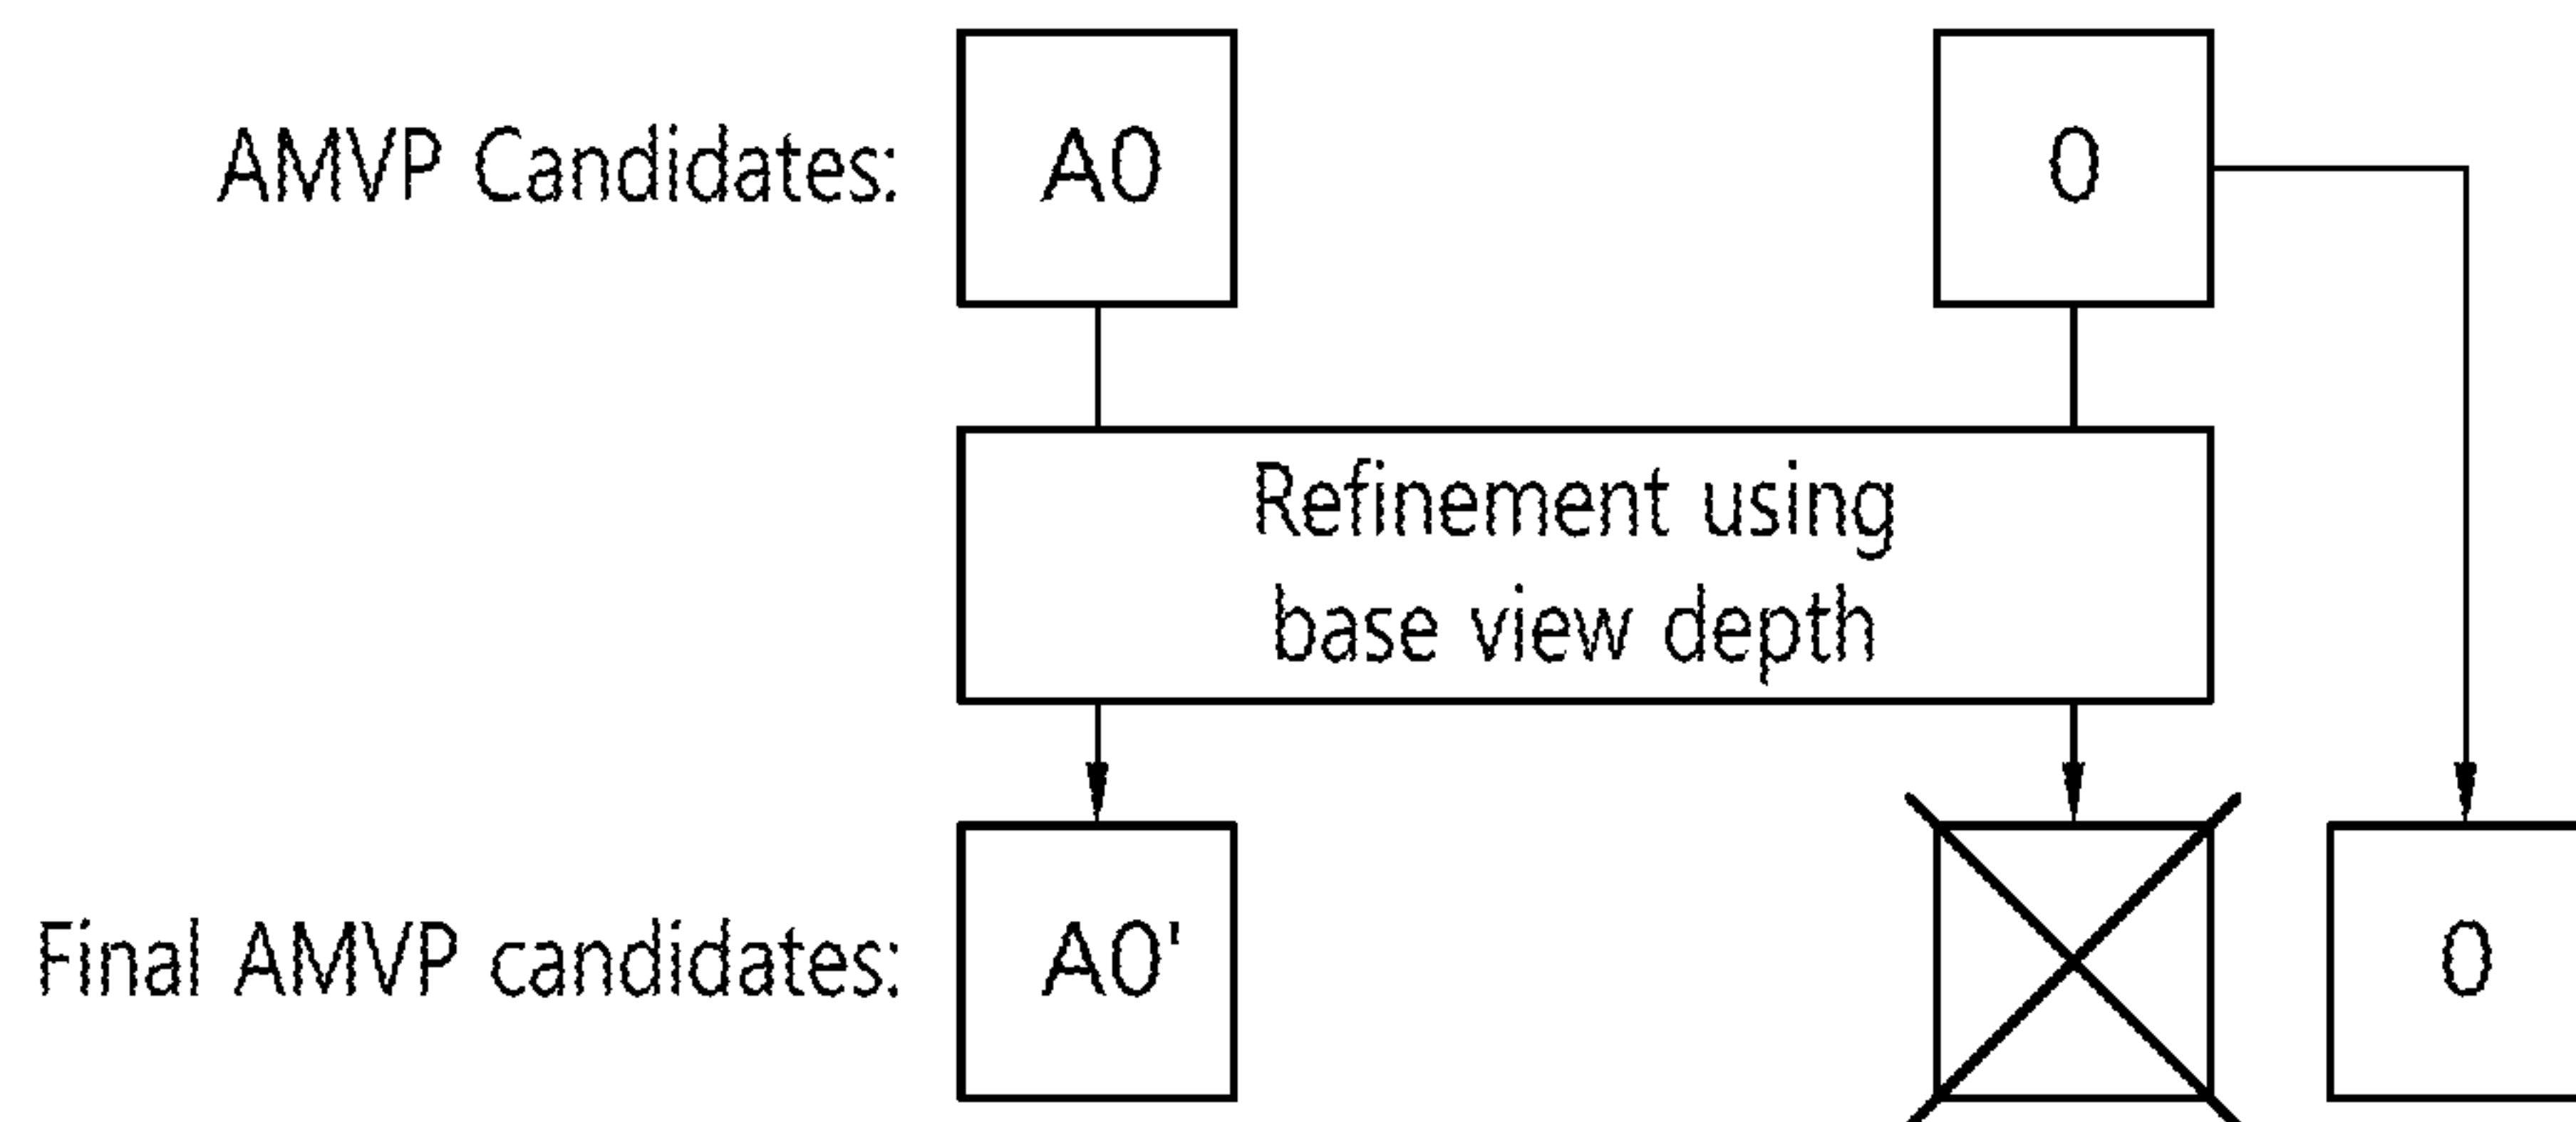 AMVP Candidates: A0 0
Refinement using
base view depth
Final AMVP candidates: A0' 0